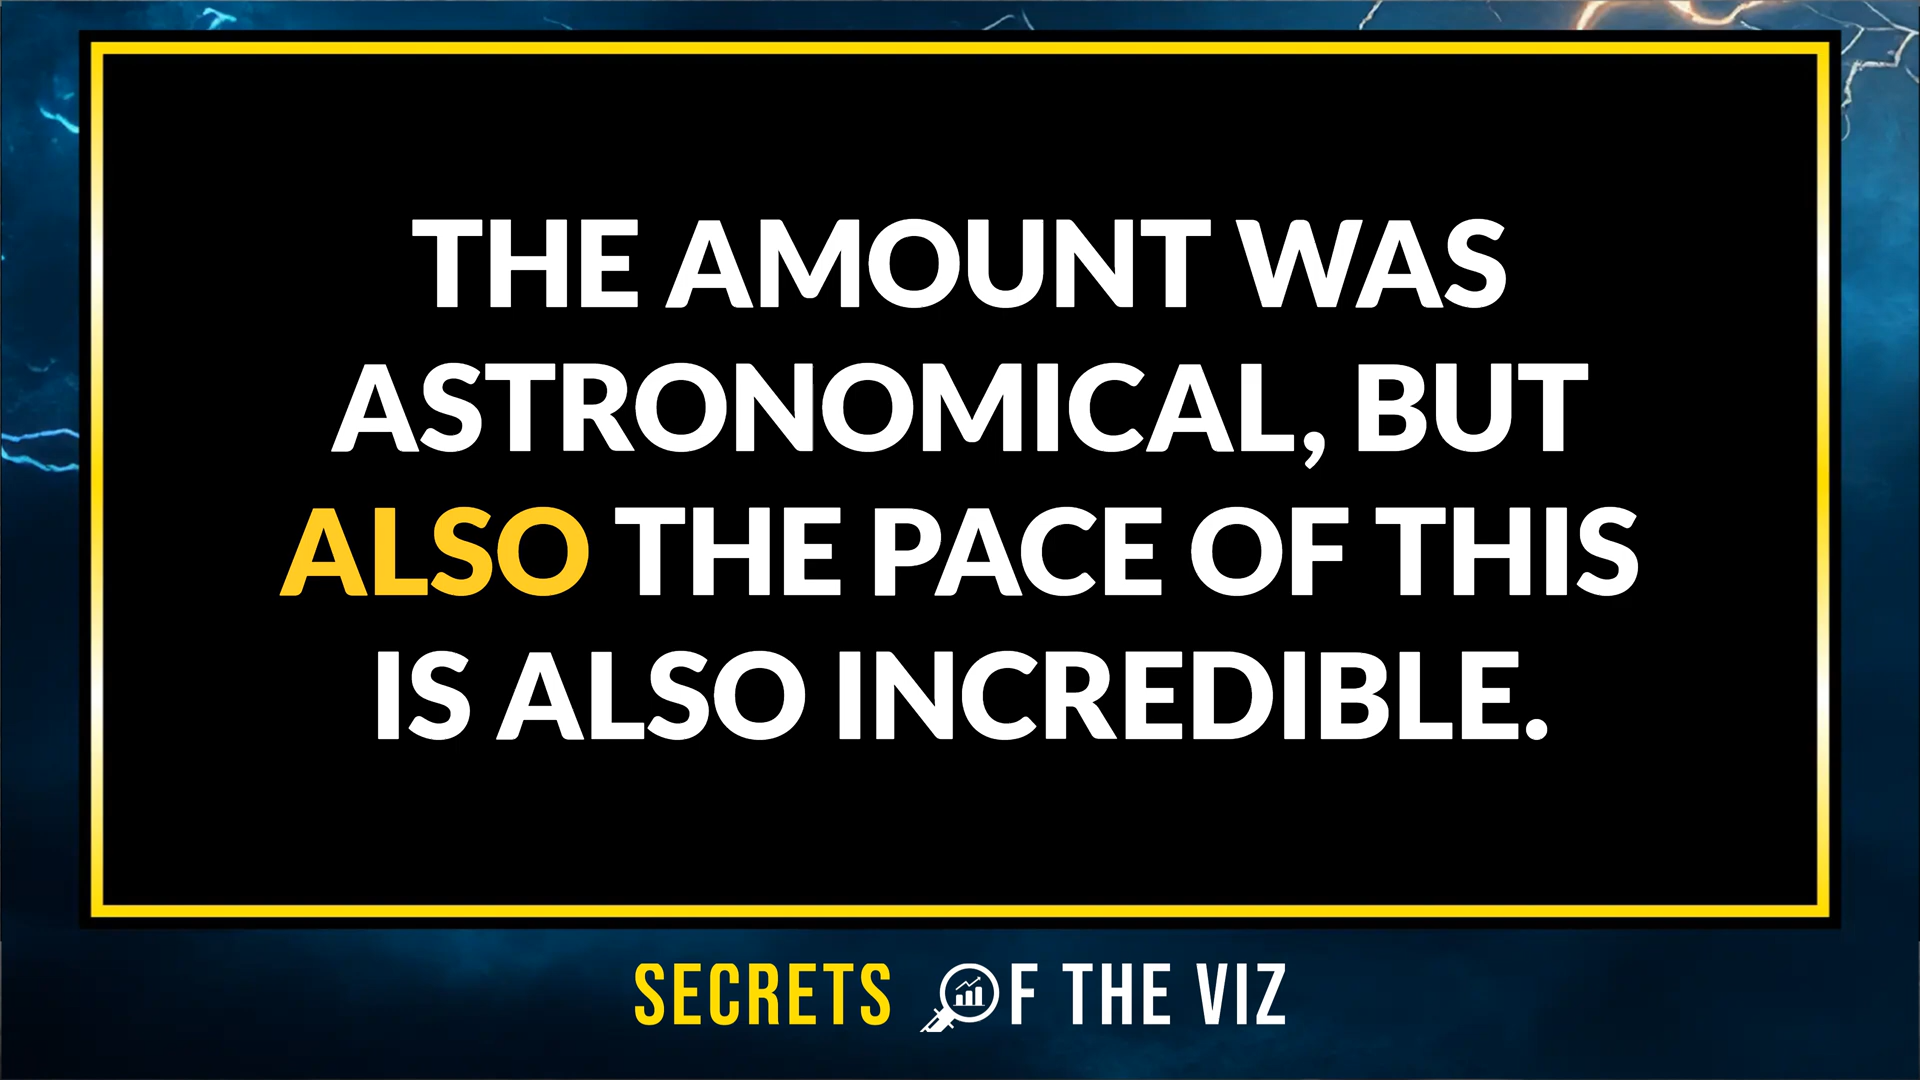 THE AMOUNT WAS
ASTRONOMICAL, BUT
ALSO THE PACE OF THIS
IS ALSO INCREDIBLE.
SECRETS OF THE VIZ